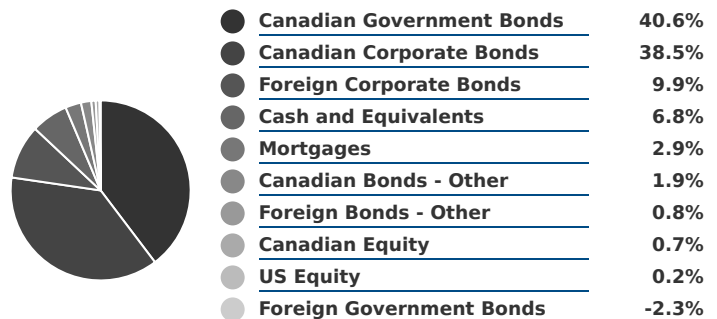 Canadian Government Bonds 40.6%
Canadian Corporate Bonds 38.5%
Foreign Corporate Bonds 9.9%
Cash and Equivalents 6.8%
Mortgages 2.9%
Canadian Bonds - Other 1.9%
Foreign Bonds - Other 0.8%
Canadian Equity 0.7%
US Equity 0.2%
Foreign Government Bonds -2.3%